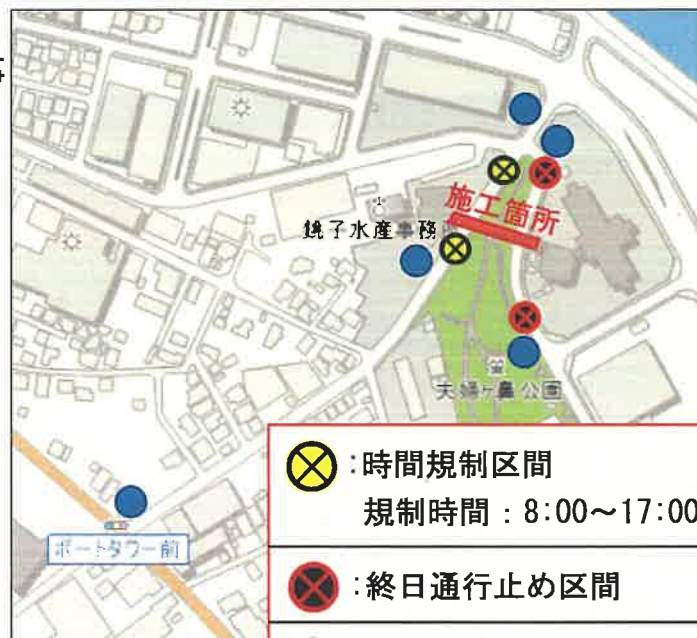 銚子水産事務
施工箇所
夫婦ヶ鼻公園
ポートタワー前
:時間規制区間
規制時間：8:00～17:00
:終日通行止め区間